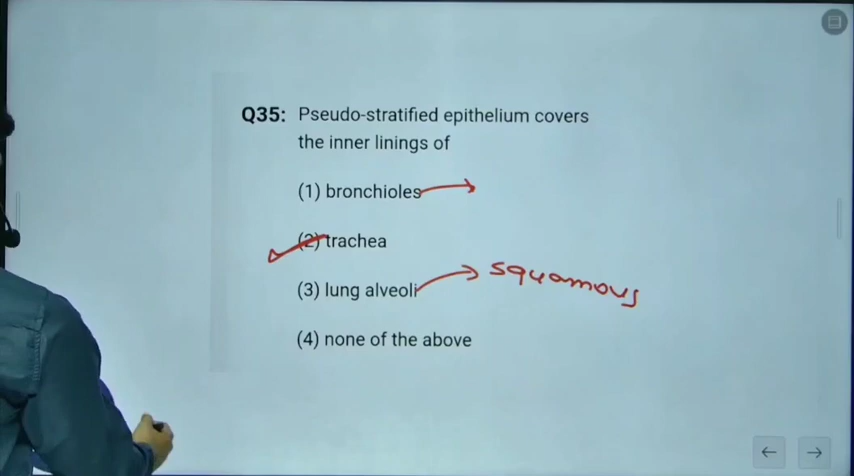 Q35: Pseudo-stratified epithelium covers
the inner linings of
(1) bronchioles
(2) trachea
(3) lung alveoli
squamous
(4) none of the above